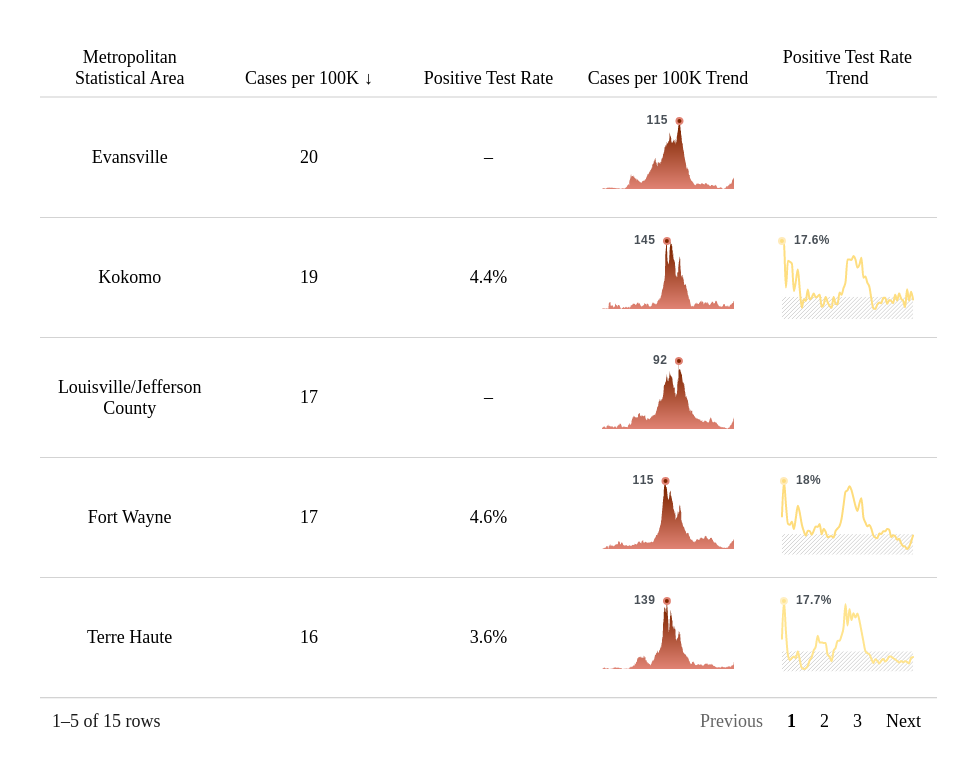 Metropolitan
Statistical Area
Cases per 100K ↓
Positive Test Rate
Cases per 100K Trend
Positive Test Rate
Trend
Evansville
20
–
115
Kokomo
19
4.4%
145
17.6%
Louisville/Jefferson
County
17
–
92
Fort Wayne
17
4.6%
115
18%
Terre Haute
16
3.6%
139
17.7%
1–5 of 15 rows
Previous
1
2
3
Next